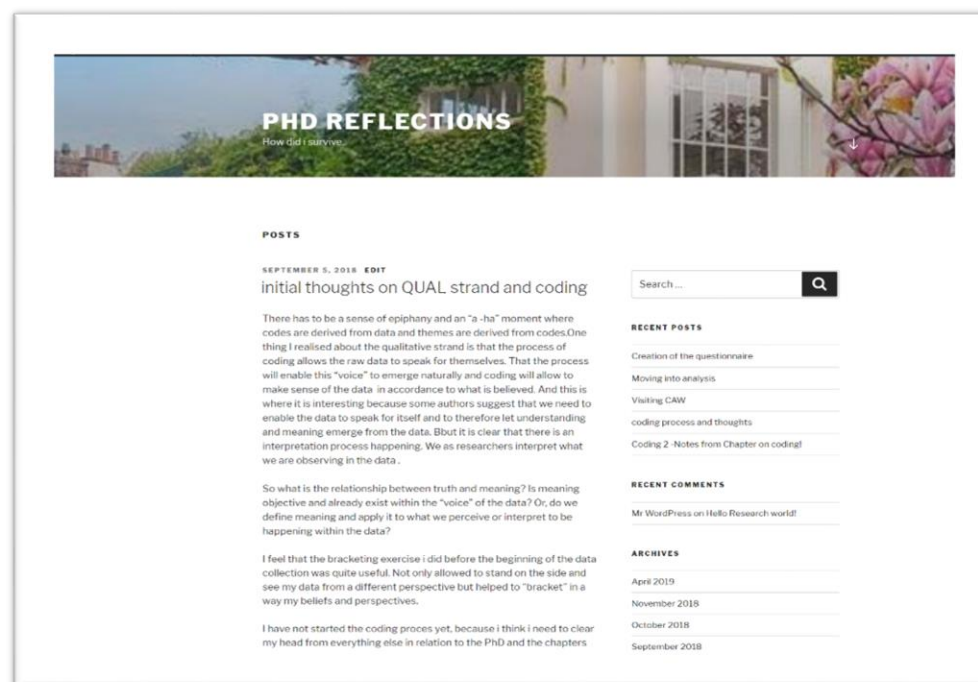 PHD REFLECTIONS
How did i survive..
POSTS
SEPTEMBER 5, 2018 EDIT
initial thoughts on QUAL strand and coding
There has to be a sense of epiphany and an “a -ha” moment where
codes are derived from data and themes are derived from codes.One
thing I realised about the qualitative strand is that the process of
coding allows the raw data to speak for themselves. That the process
will enable this “voice” to emerge naturally and coding will allow to
make sense of the data in accordance to what is believed. And this is
where it is interesting because some authors suggest that we need to
enable the data to speak for itself and to therefore let understanding
and meaning emerge from the data. Bbut it is clear that there is an
interpretation process happening. We as researchers interpret what
we are observing in the data .
So what is the relationship between truth and meaning? Is meaning
objective and already exist within the “voice” of the data? Or, do we
define meaning and apply it to what we perceive or interpret to be
happening within the data?
I feel that the bracketing exercise i did before the beginning of the data
collection was quite useful. Not only allowed to stand on the side and
see my data from a different perspective but helped to “bracket” in a
way my beliefs and perspectives.
I have not started the coding proces yet, because i think i need to clear
my head from everything else in relation to the PhD and the chapters
Search ...
RECENT POSTS
Creation of the questionnaire
Moving into analysis
Visiting CAW
coding process and thoughts
Coding 2 -Notes from Chapter on coding!
RECENT COMMENTS
Mr WordPress on Hello Research world!
ARCHIVES
April 2019
November 2018
October 2018
September 2018